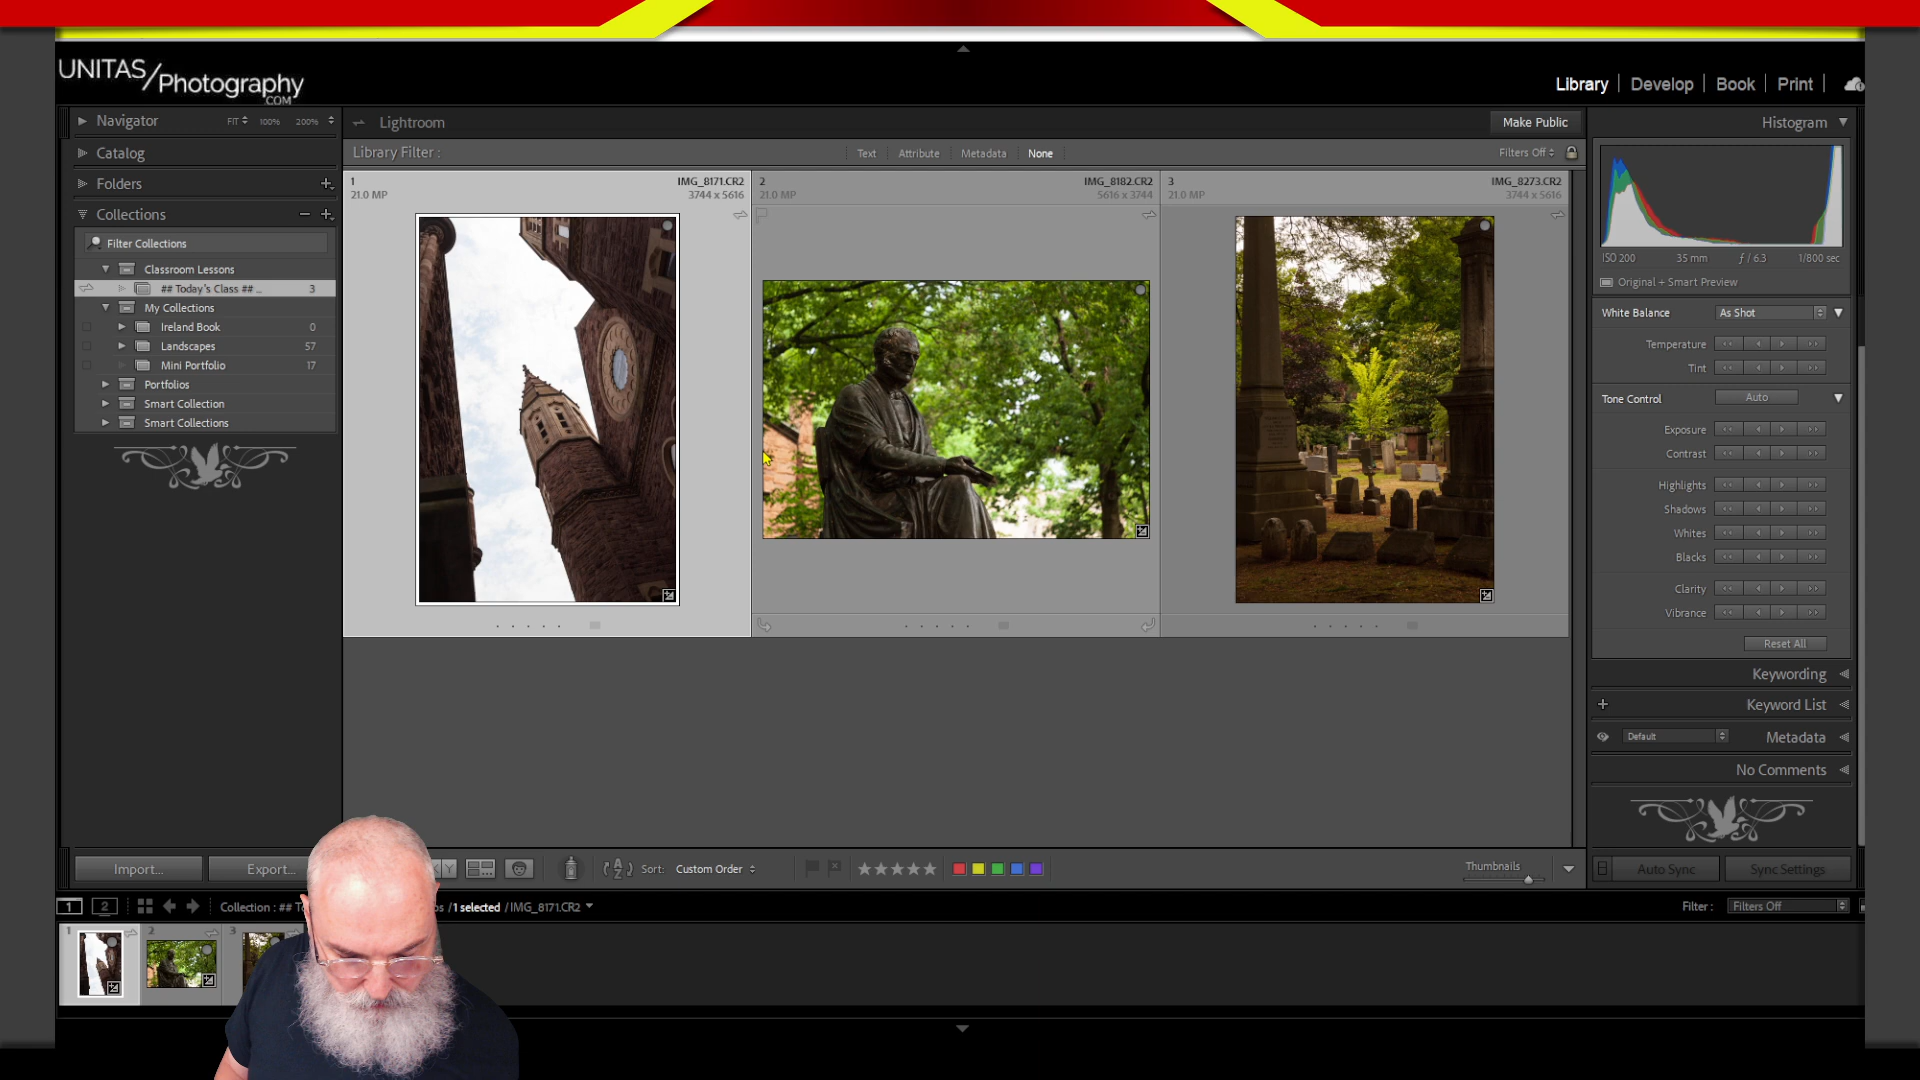 UNITAS/Photography
.COM
Library | Develop | Book | Print |
Navigator FIT 100% 200%
Lightroom
Make Public
Histogram
Catalog
Library Filter : Text Attribute Metadata None Filters Off
Folders
Collections
Filter Collections
Classroom Lessons
## Today's Class ## ... 3
My Collections
Ireland Book 0
Landscapes 57
Mini Portfolio 17
Portfolios
Smart Collection
Smart Collections
1 IMG_8171.CR2
21.0 MP 3744 x 5616
2 IMG_8182.CR2
21.0 MP 5616 x 3744
3 IMG_8273.CR2
21.0 MP 3744 x 5616
ISO 200 35 mm ƒ / 6.3 1/800 sec
Original + Smart Preview
White Balance As Shot
Temperature
Tint
Tone Control Auto
Exposure
Contrast
Highlights
Shadows
Whites
Blacks
Clarity
Vibrance
Reset All
Keywording
Keyword List
Default Metadata
No Comments
Import... Export...
Y
Sort: Custom Order
Thumbnails
Auto Sync Sync Settings
1 2 Collection : ## To
os / 1 selected / IMG_8171.CR2
Filter : Filters Off
1 2 3